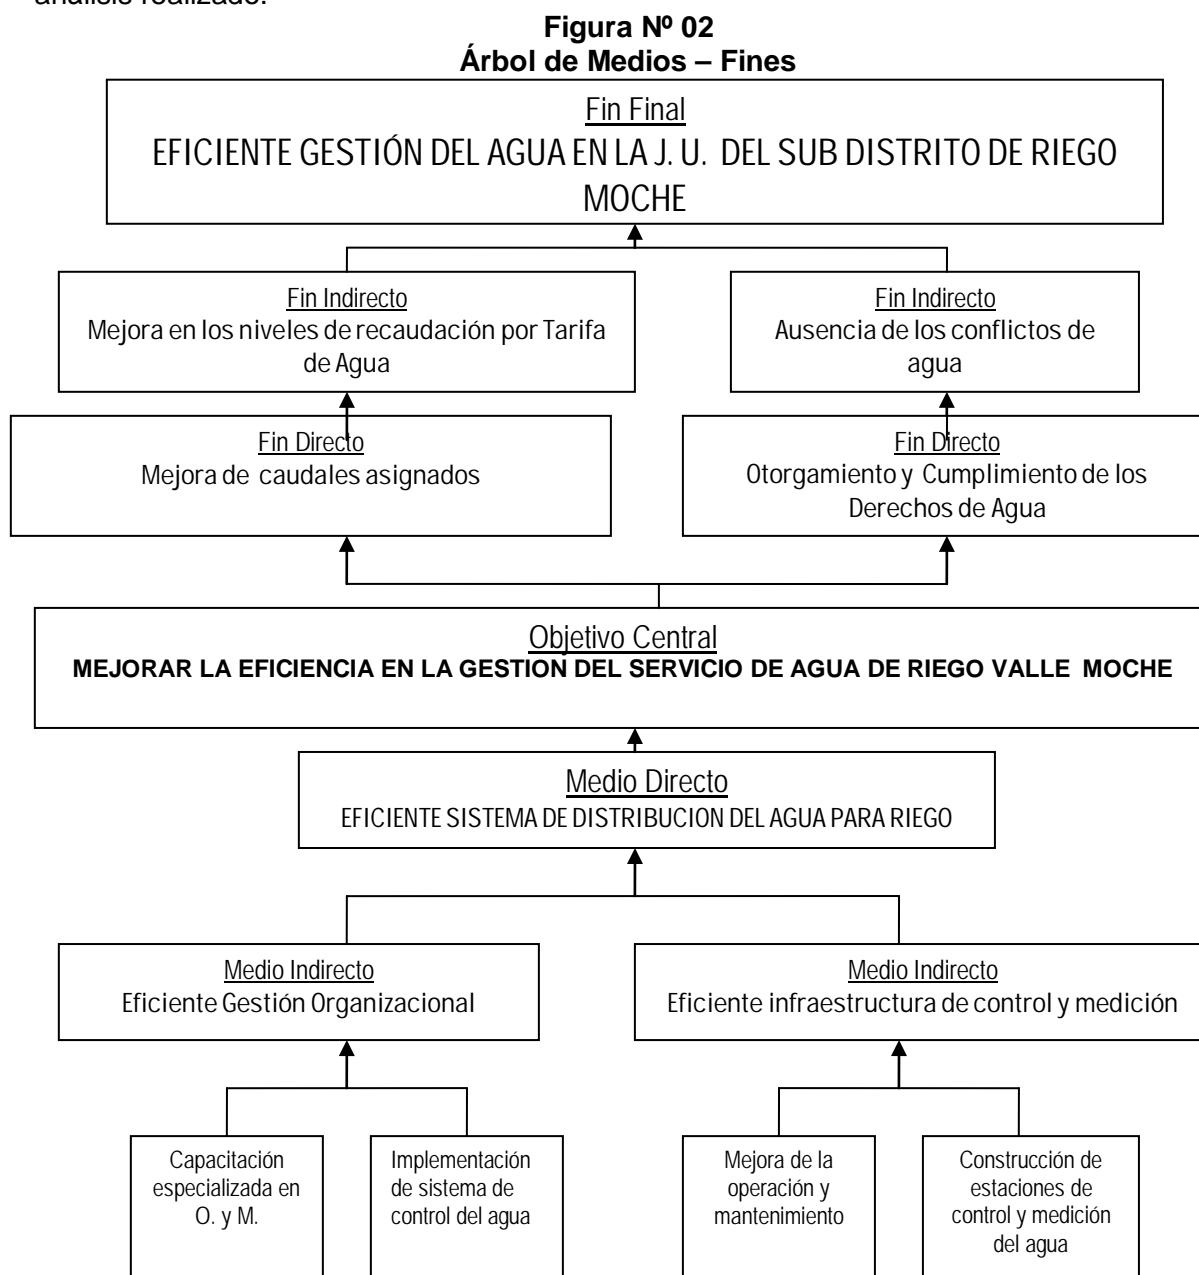 análisis realizado.
Figura Nº 02
Árbol de Medios – Fines
Fin Final
EFICIENTE GESTIÓN DEL AGUA EN LA J. U. DEL SUB DISTRITO DE RIEGO
MOCHE
Fin Indirecto
Mejora en los niveles de recaudación por Tarifa
de Agua
Fin Indirecto
Ausencia de los conflictos de
agua
Fin Directo
Mejora de caudales asignados
Fin Directo
Otorgamiento y Cumplimiento de los
Derechos de Agua
Objetivo Central
MEJORAR LA EFICIENCIA EN LA GESTION DEL SERVICIO DE AGUA DE RIEGO VALLE MOCHE
Medio Directo
EFICIENTE SISTEMA DE DISTRIBUCION DEL AGUA PARA RIEGO
Medio Indirecto
Eficiente Gestión Organizacional
Medio Indirecto
Eficiente infraestructura de control y medición
Capacitación
especializada en
O. y M.
Implementación
de sistema de
control del agua
Mejora de la
operación y
mantenimiento
Construcción de
estaciones de
control y medición
del agua